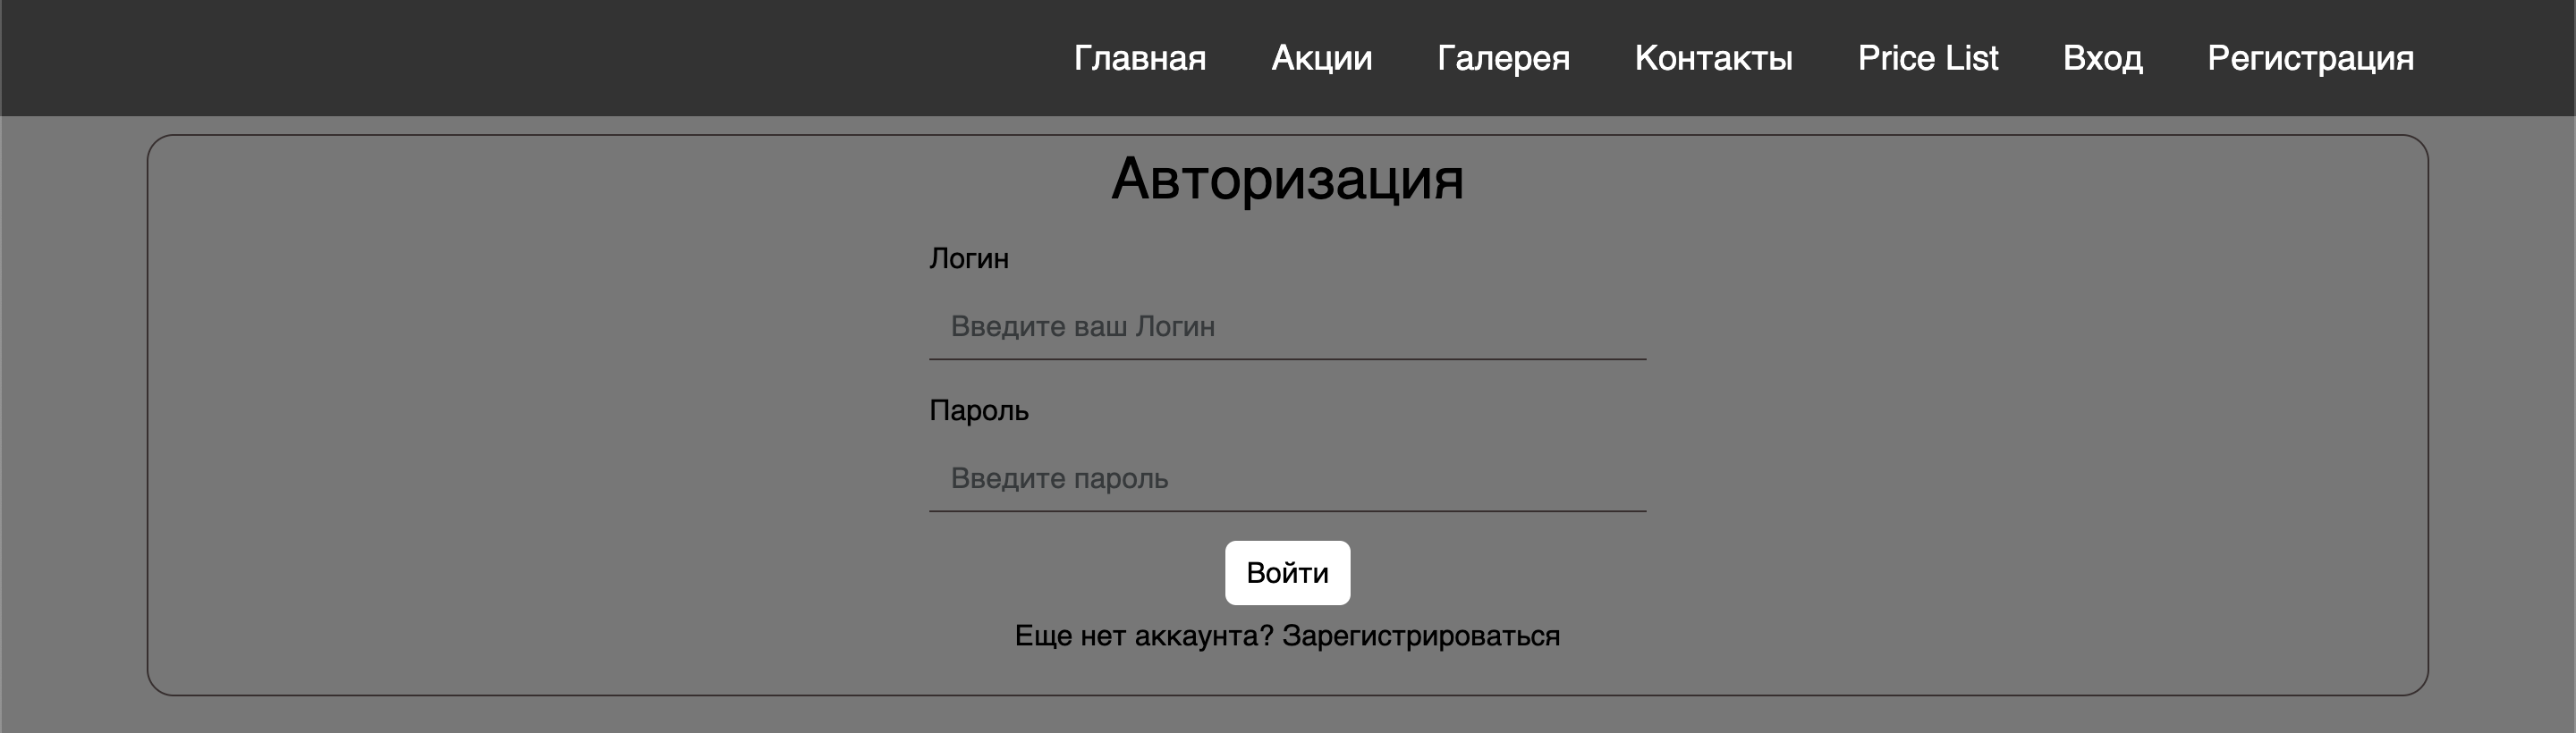 Главная Акции Галерея Контакты Price List Вход Регистрация
Авторизация
Логин
Введите ваш Логин
Пароль
Введите пароль
Войти
Еще нет аккаунта? Зарегистрироваться